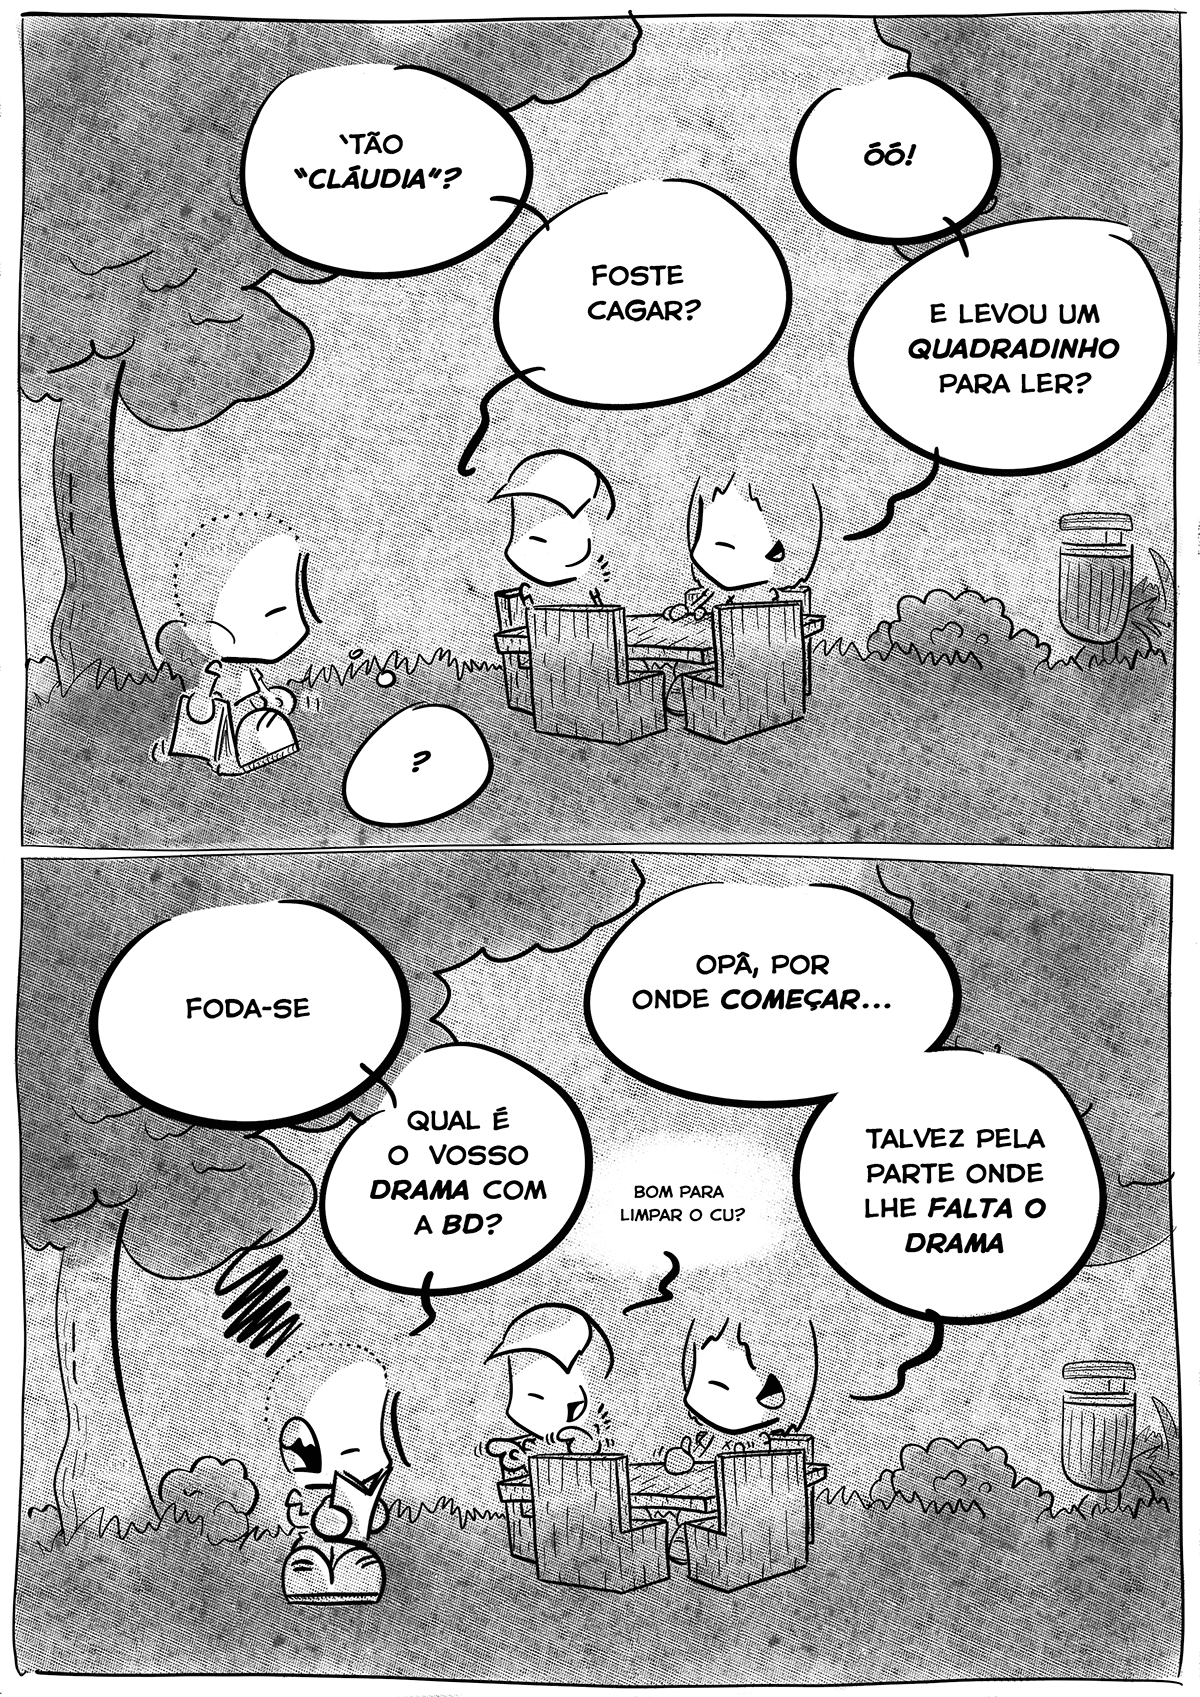 'TÃO
"CLÁUDIA"?
FOSTE
CAGAR?
ÓÓ!
E LEVOU UM
QUADRADINHO
PARA LER?
?
FODA-SE
QUAL É
O VOSSO
DRAMA COM
A BD?
BOM PARA
LIMPAR O CU?
OPÂ, POR
ONDE COMEÇAR...
TALVEZ PELA
PARTE ONDE
LHE FALTA O
DRAMA